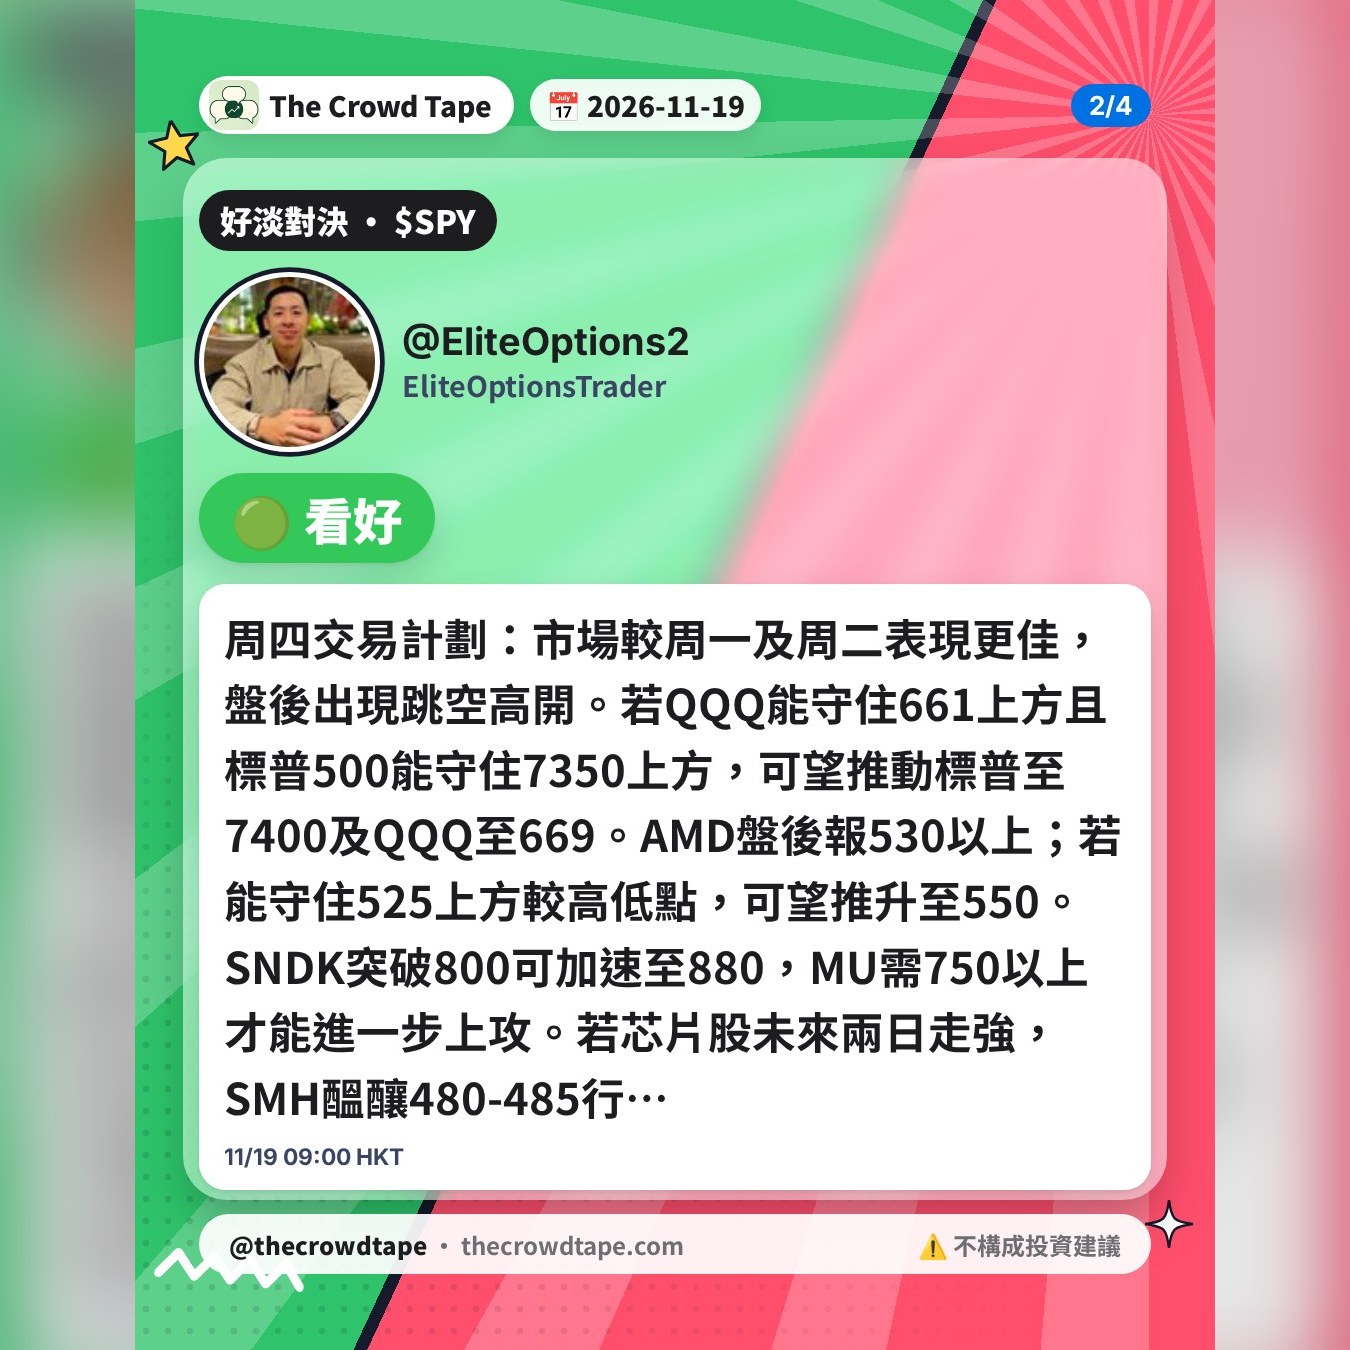 The Crowd Tape
2026-11-19
2/4
好淡對決 · $SPY
@EliteOptions2
EliteOptionsTrader
看好
周四交易計劃：市場較周一及周二表現更佳，
盤後出現跳空高開。若QQQ能守住661上方且
標普500能守住7350上方，可望推動標普至
7400及QQQ至669。AMD盤後報530以上；若
能守住525上方較高低點，可望推升至550。
SNDK突破800可加速至880，MU需750以上
才能進一步上攻。若芯片股未來兩日走強，
SMH醞釀480-485行…
11/19 09:00 HKT
@thecrowdtape · thecrowdtape.com
⚠️ 不構成投資建議